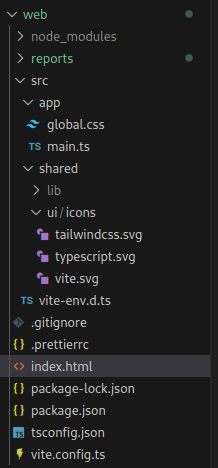 web
node_modules
reports
src
app
global.css
TS main.ts
shared
lib
ui/icons
tailwindcss.svg
typescript.svg
vite.svg
TS vite-env.d.ts
.gitignore
{} .prettierrc
<> index.html
{} package-lock.json
{} package.json
TS tsconfig.json
vite.config.ts